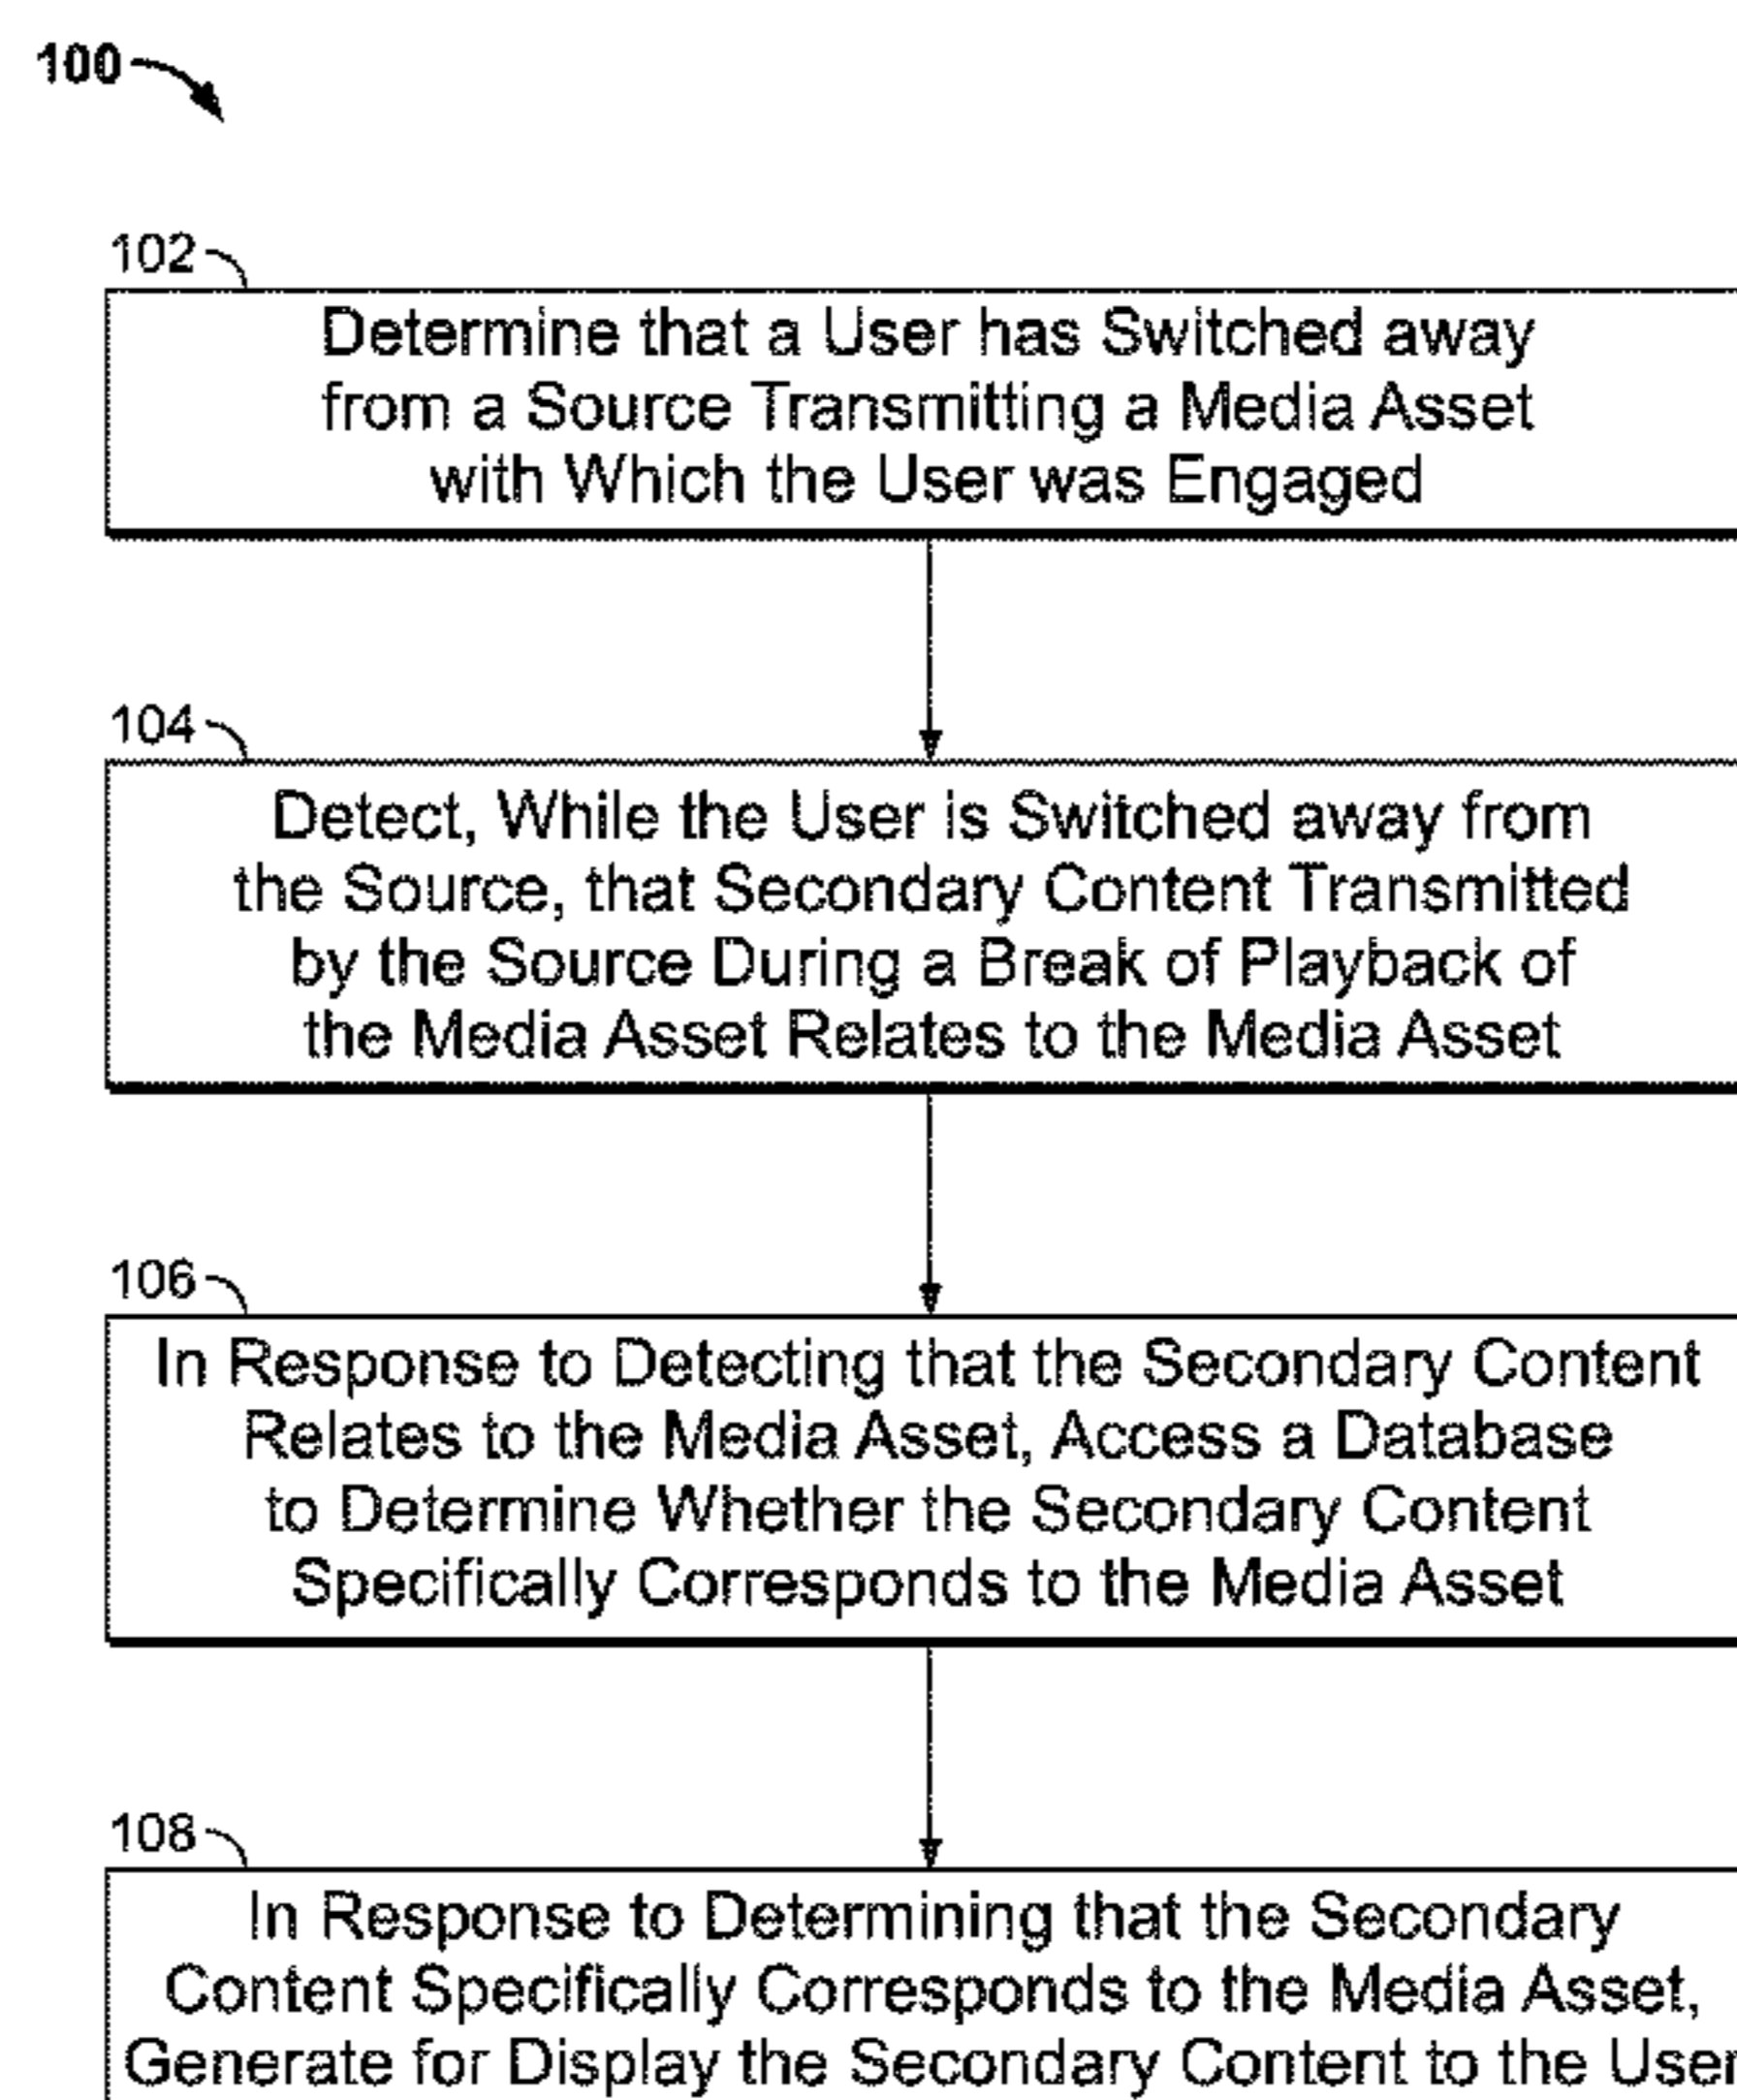 100
102
Determine that a User has Switched away
from a Source Transmitting a Media Asset
with Which the User was Engaged
104
Detect, While the User is Switched away from
the Source, that Secondary Content Transmitted
by the Source During a Break of Playback of
the Media Asset Relates to the Media Asset
106
In Response to Detecting that the Secondary Content
Relates to the Media Asset, Access a Database
to Determine Whether the Secondary Content
Specifically Corresponds to the Media Asset
108
In Response to Determining that the Secondary
Content Specifically Corresponds to the Media Asset,
Generate for Display the Secondary Content to the User